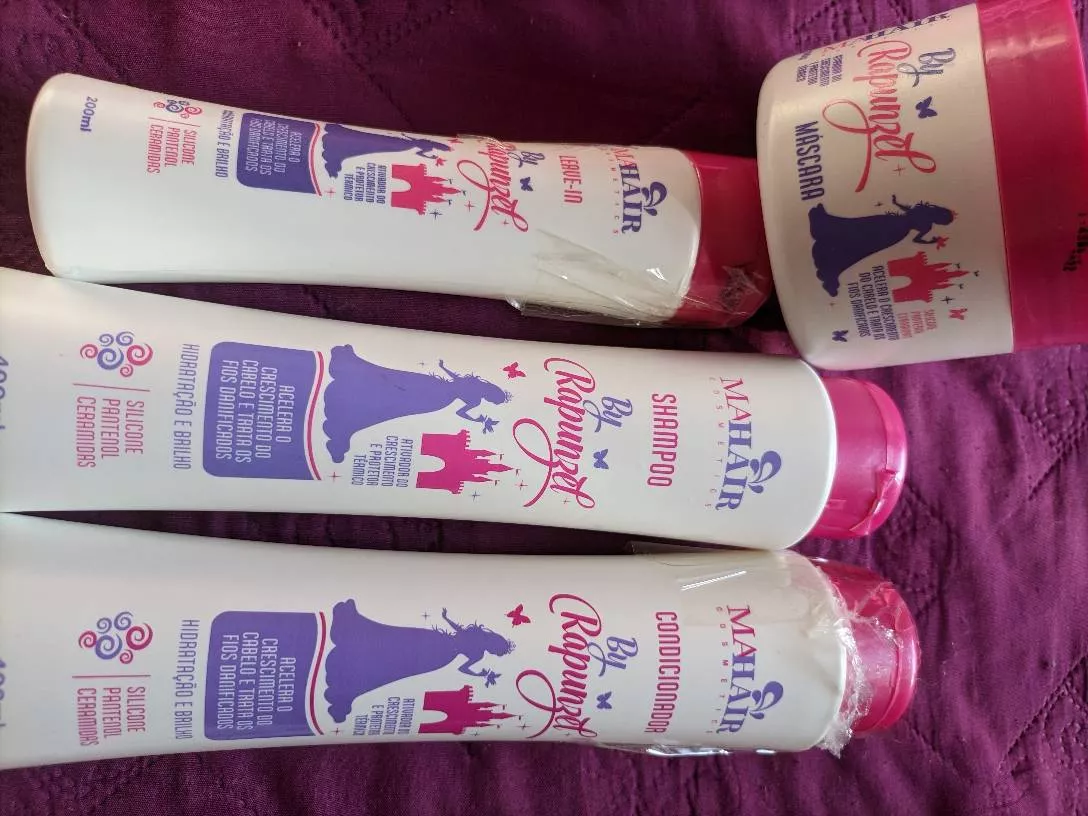 MAHAIR
COSMETICS
LEAVE-IN
By
Rapunzel
ATIVADOR DO
CRESCIMENTO
E PROTETOR
TÉRMICO
ACELERA O
CRESCIMENTO DO
CABELO E TRATA OS
FIOS DANIFICADOS
HIDRATAÇÃO E BRILHO
SILICONE
PANTENOL
CERAMIDAS
200ml
MAHAIR
By
Rapunzel
MÁSCARA
ACELERA O CRESCIMENTO
DO CABELO E TRATA OS
FIOS DANIFICADOS
MAHAIR
COSMETICS
SHAMPOO
By
Rapunzel
ATIVADOR DO
CRESCIMENTO
E PROTETOR
TÉRMICO
ACELERA O
CRESCIMENTO DO
CABELO E TRATA OS
FIOS DANIFICADOS
HIDRATAÇÃO E BRILHO
SILICONE
PANTENOL
CERAMIDAS
MAHAIR
COSMETICS
CONDICIONADOR
By
Rapunzel
ATIVADOR DO
CRESCIMENTO
E PROTETOR
TÉRMICO
ACELERA O
CRESCIMENTO DO
CABELO E TRATA OS
FIOS DANIFICADOS
HIDRATAÇÃO E BRILHO
SILICONE
PANTENOL
CERAMIDAS